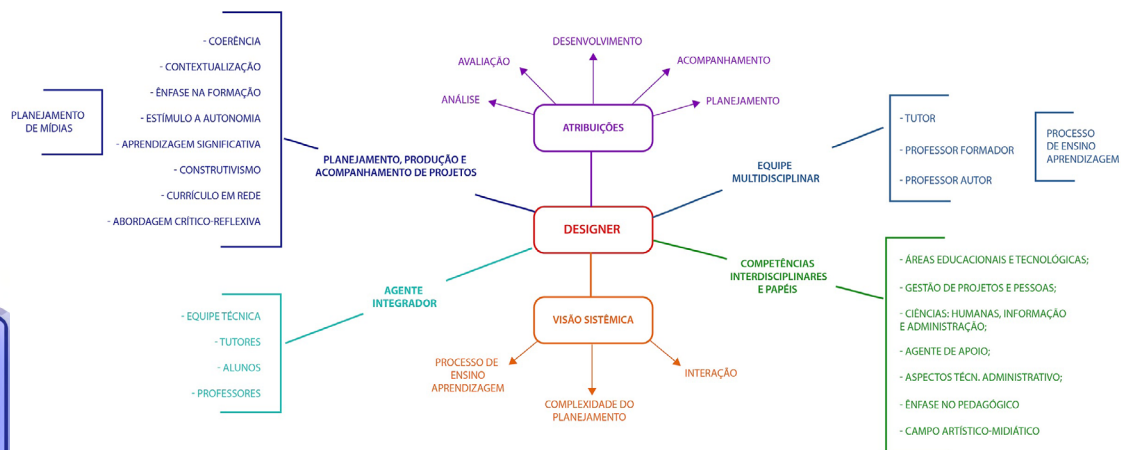 PLANEJAMENTO
DE MÍDIAS
- COERÊNCIA
- CONTEXTUALIZAÇÃO
- ÊNFASE NA FORMAÇÃO
- ESTÍMULO A AUTONOMIA
- APRENDIZAGEM SIGNIFICATIVA
- CONSTRUTIVISMO
- CURRÍCULO EM REDE
- ABORDAGEM CRÍTICO-REFLEXIVA
PLANEJAMENTO, PRODUÇÃO E
ACOMPANHAMENTO DE PROJETOS
ANÁLISE
AVALIAÇÃO
DESENVOLVIMENTO
ACOMPANHAMENTO
PLANEJAMENTO
ATRIBUIÇÕES
EQUIPE
MULTIDISCIPLINAR
- TUTOR
- PROFESSOR FORMADOR
- PROFESSOR AUTOR
PROCESSO
DE ENSINO
APRENDIZAGEM
DESIGNER
AGENTE
INTEGRADOR
- EQUIPE TÉCNICA
- TUTORES
- ALUNOS
- PROFESSORES
VISÃO SISTÊMICA
PROCESSO DE
ENSINO
APRENDIZAGEM
COMPLEXIDADE DO
PLANEJAMENTO
INTERAÇÃO
COMPETÊNCIAS
INTERDISCIPLINARES
E PAPÉIS
- ÁREAS EDUCACIONAIS E TECNOLÓGICAS;
- GESTÃO DE PROJETOS E PESSOAS;
- CIÊNCIAS: HUMANAS, INFORMAÇÃO
E ADMINISTRAÇÃO;
- AGENTE DE APOIO;
- ASPECTOS TÉCN. ADMINISTRATIVO;
- ÊNFASE NO PEDAGÓGICO
- CAMPO ARTÍSTICO-MIDIÁTICO